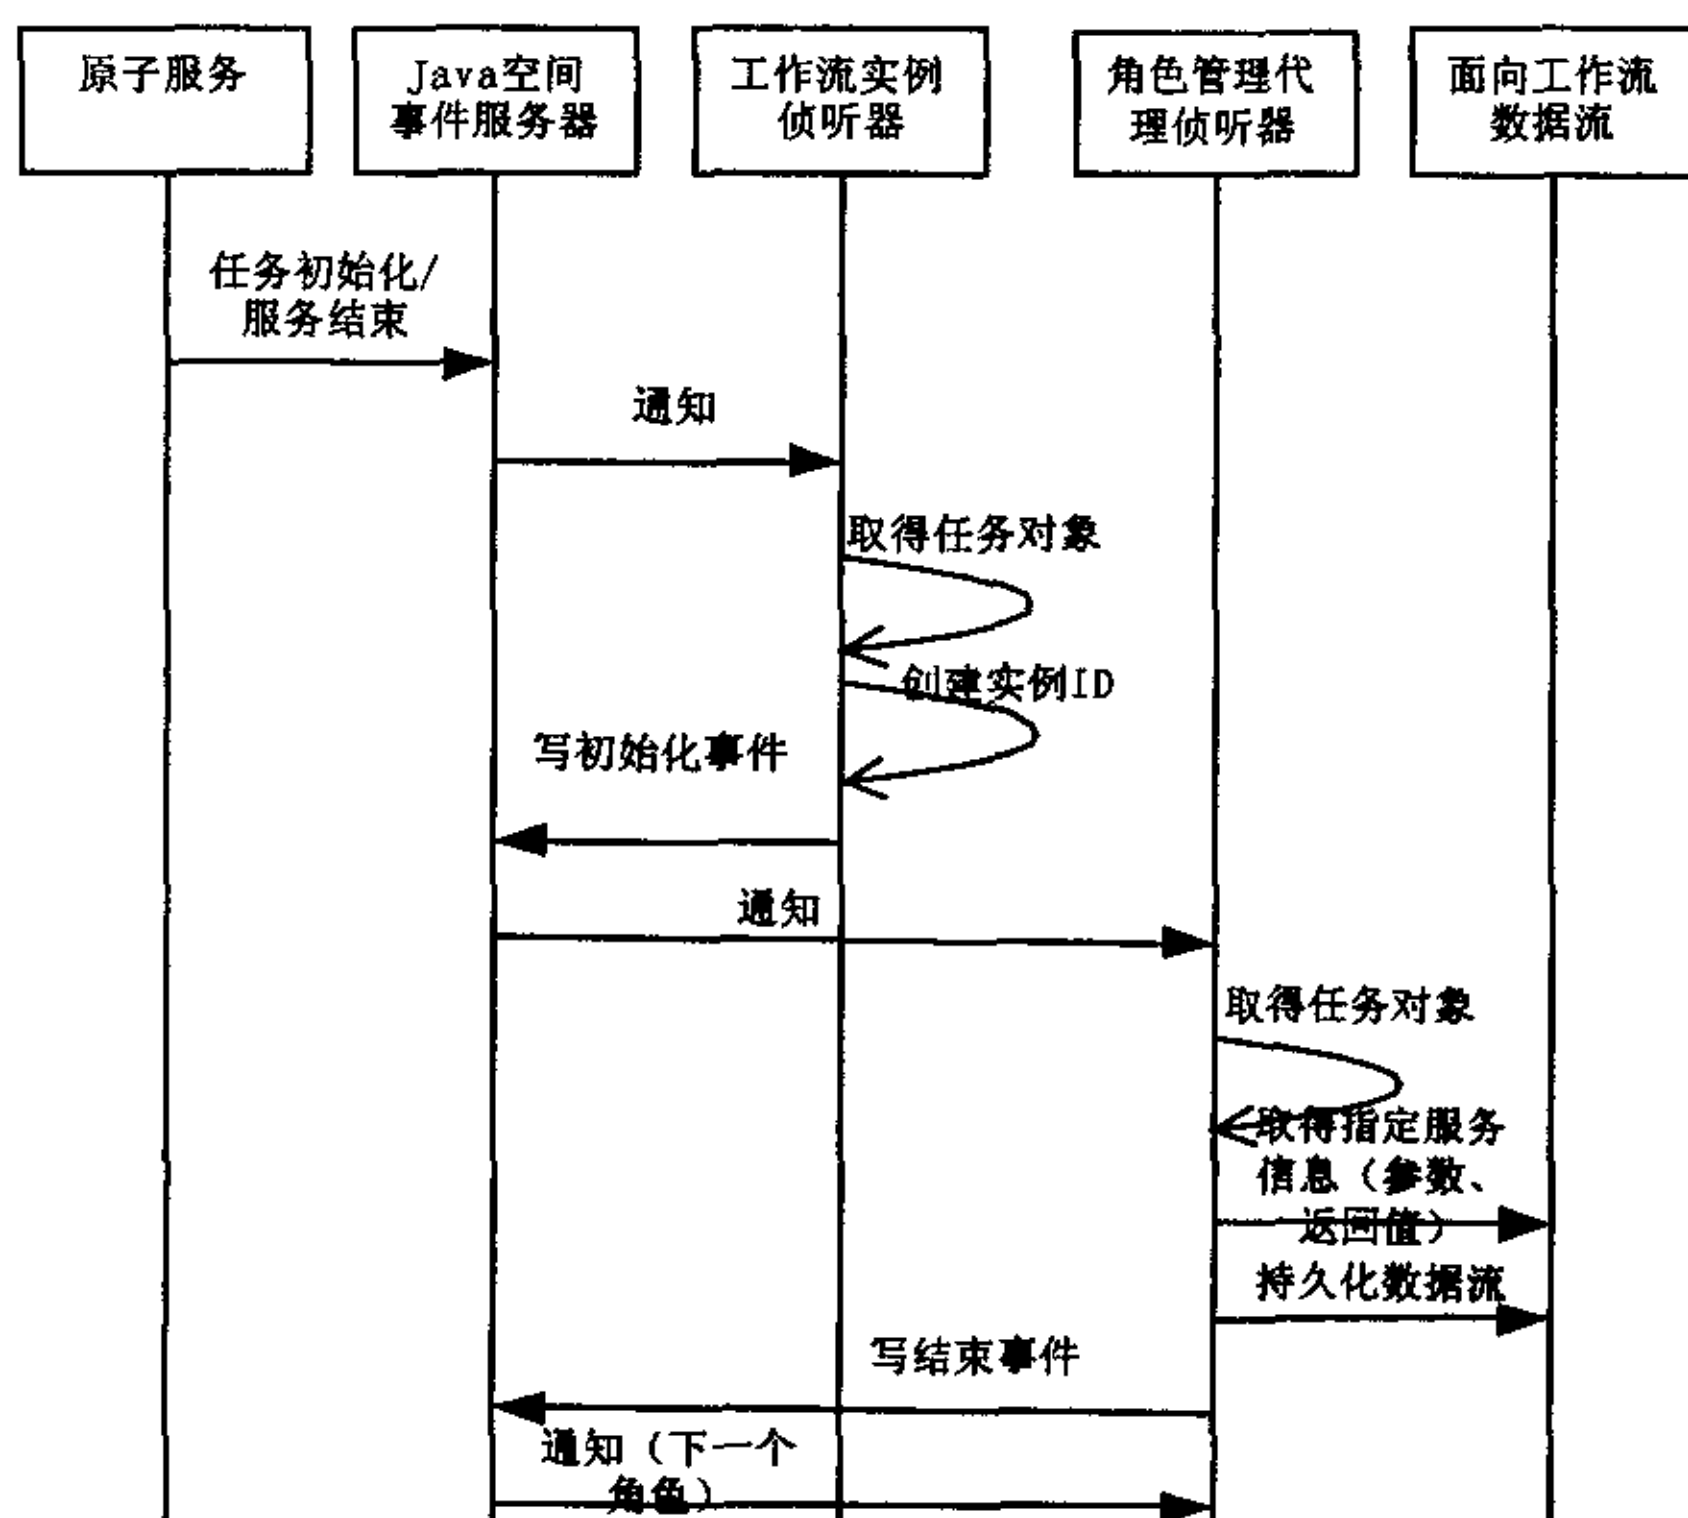 原子服务
Java空间
事件服务器
工作流实例
侦听器
角色管理代
理侦听器
面向工作流
数据流
任务初始化/
服务结束
通知
取得任务对象
创建实例ID
写初始化事件
通知
取得任务对象
取得指定服务
信息（参数、
返回值）
持久化数据流
写结束事件
通知（下一个
角色）